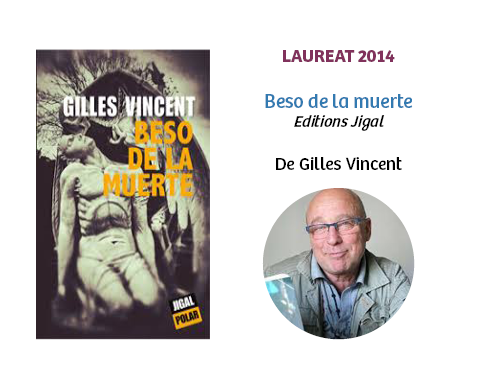 GILLES VINCENT
BESO
DE LA
MUERTE
JIGAL
POLAR
LAUREAT 2014
Beso de la muerte
Editions Jigal
De Gilles Vincent